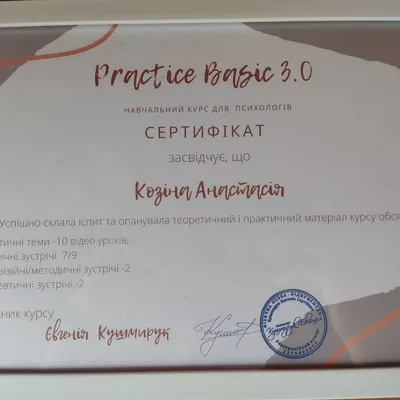 Practice Basic 3.0
НАВЧАЛЬНИЙ КУРС ДЛЯ ПСИХОЛОГІВ
СЕРТИФІКАТ
засвідчує, що
Козіна Анастасія
Успішно склала іспит та опанувала теоретичний і практичний матеріал курсу обся
тичні теми -10 відео уроків;
ичні зустрічі 7/9
візійні/методичні зустрічі -2
евтичні зустрічі -2
ник курсу
Євгенія Кушмирук